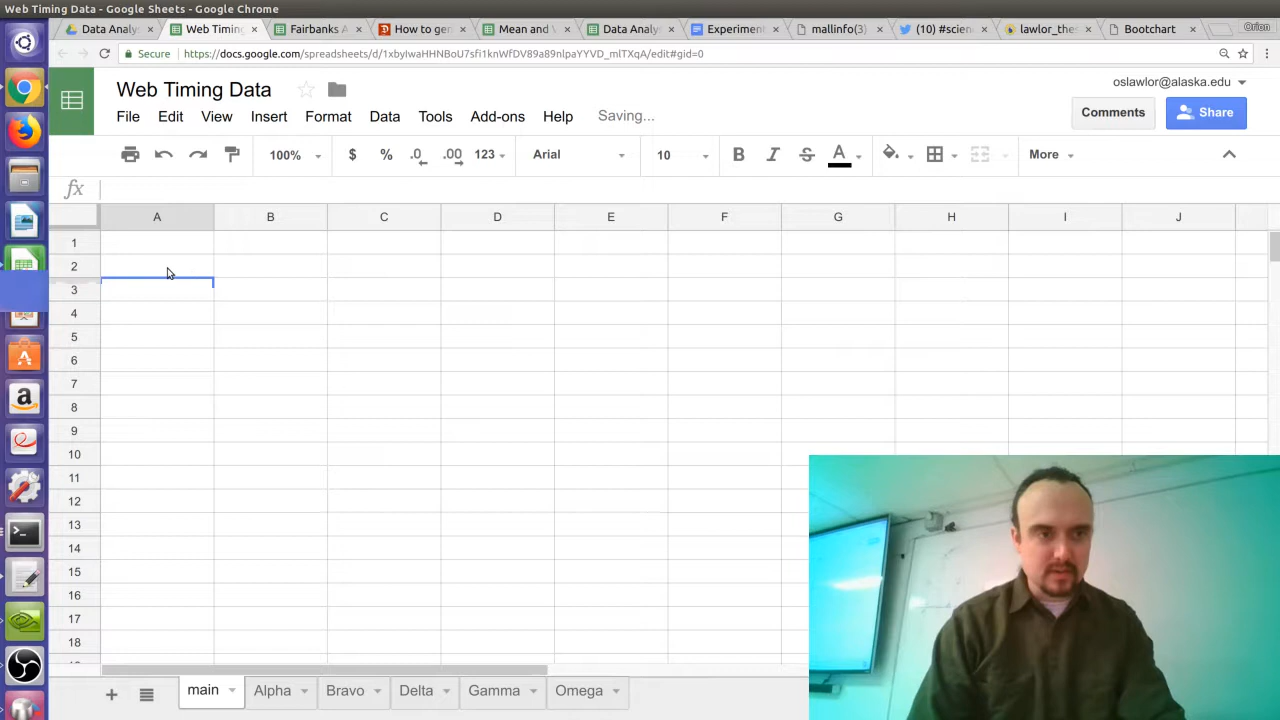 Web Timing Data - Google Sheets - Google Chrome
Data Analy
Web Timing
Fairbanks A
How to gen
Mean and V
Data Analy
Experiment
mallinfo(3)
(10) #scien
lawlor_thes
Bootchart
Orion
Secure https://docs.google.com/spreadsheets/d/1xbyIwaHHNBoU7sfi1knWfDV89a89nlpaYYVD_mlTXqA/edit#gid=0
Web Timing Data
oslawlor@alaska.edu
File Edit View Insert Format Data Tools Add-ons Help Saving...
Comments Share
100% $ % .0 .00 123 Arial 10 B I S A More
fx
A B C D E F G H I J
1
2
3
4
5
6
7
8
9
10
11
12
13
14
15
16
17
18
main Alpha Bravo Delta Gamma Omega